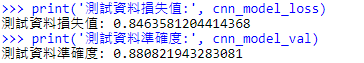 >>> print('測試資料損失值:', cnn_model_loss)
測試資料損失值: 0.8463581204414368
>>> print('測試資料準確度:', cnn_model_val)
測試資料準確度: 0.880821943283081